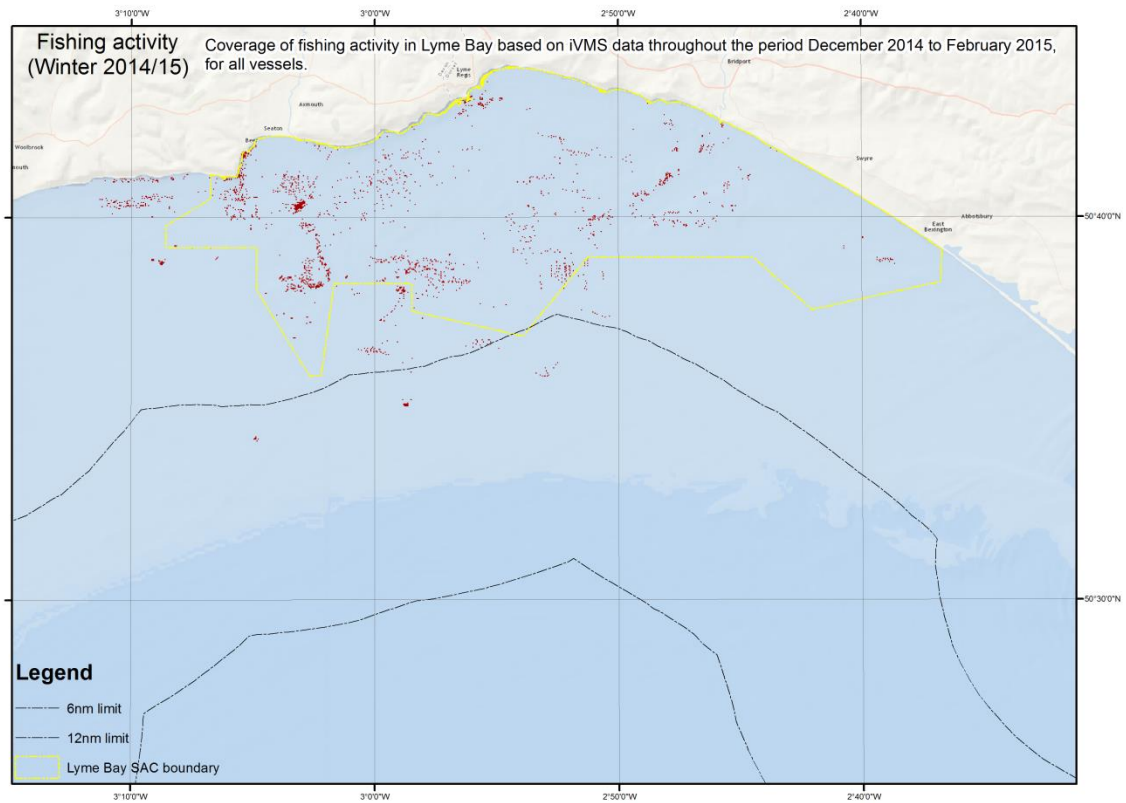 3°10'0"W 3°0'0"W 2°50'0"W 2°40'0"W
Fishing activity
(Winter 2014/15)
Coverage of fishing activity in Lyme Bay based on iVMS data throughout the period December 2014 to February 2015,
for all vessels.
Bridport
Lyme
Regis
Axmouth
Seaton
Beer
Woolbrook
outh
Swyre
Abbotsbury
East
Bexington
50°40'0"N
50°30'0"N
Legend
6nm limit
12nm limit
Lyme Bay SAC boundary
3°10'0"W 3°0'0"W 2°50'0"W 2°40'0"W